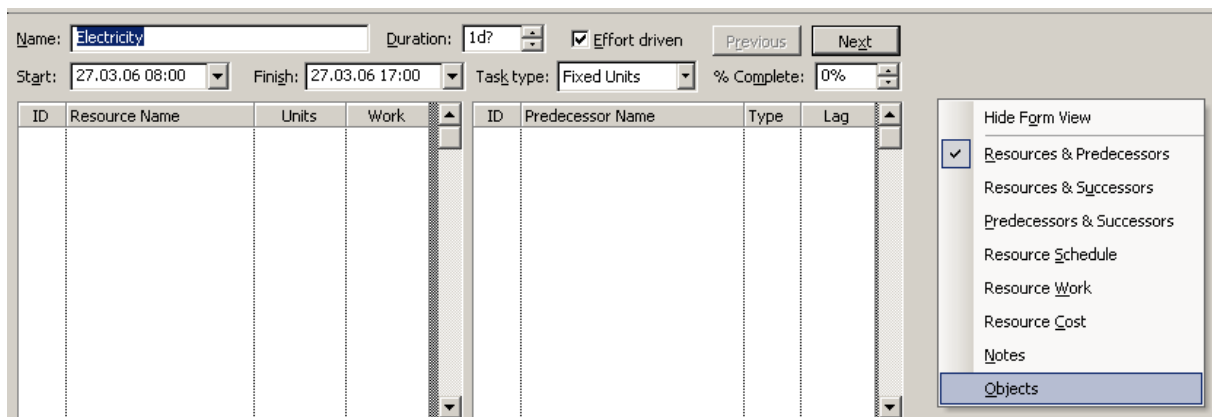 Name: Electricity Duration: 1d? Effort driven Previous Next
Start: 27.03.06 08:00 Finish: 27.03.06 17:00 Task type: Fixed Units % Complete: 0%
ID Resource Name Units Work ID Predecessor Name Type Lag
Hide Form View
Resources & Predecessors
Resources & Successors
Predecessors & Successors
Resource Schedule
Resource Work
Resource Cost
Notes
Objects